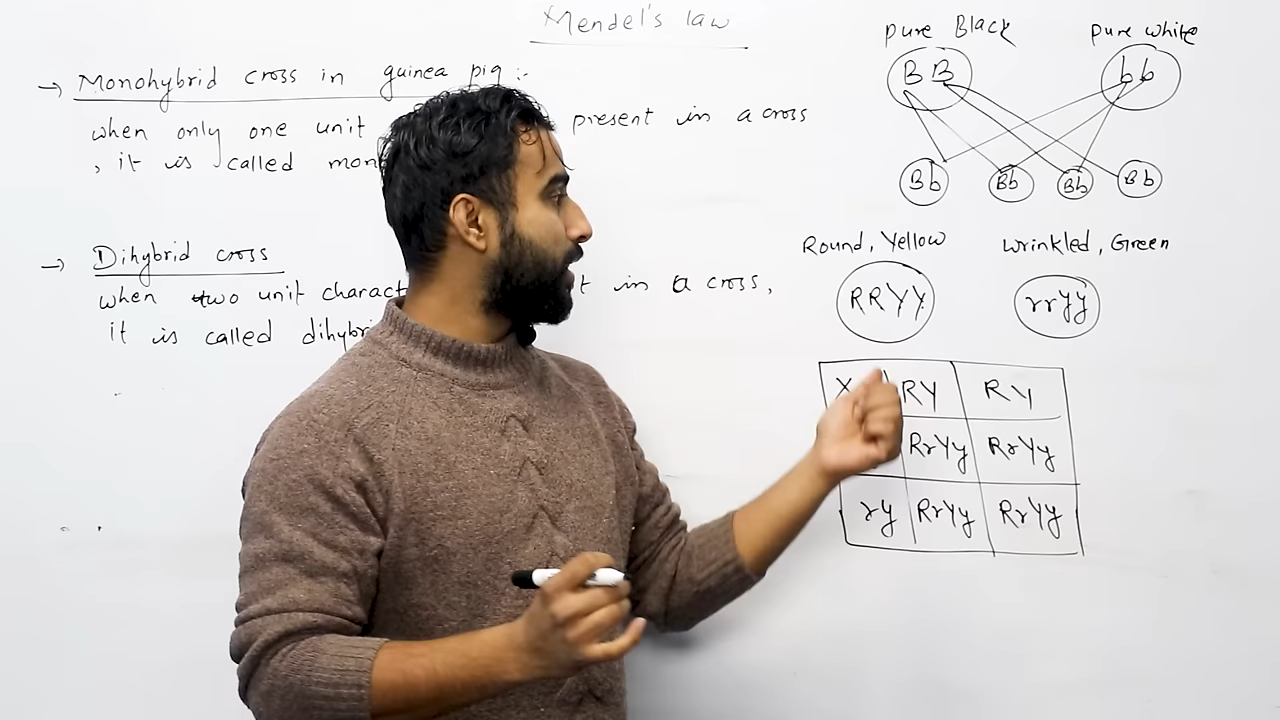 Mendel's law
→ Monohybrid cross in guinea pig :-
when only one unit present in a cross
, it is called mon
→ Dihybrid cross
when two unit charact t in a cross,
it is called dihybri
pure Black pure white
BB bb
Bb Bb Bb Bb
Round, Yellow wrinkled, Green
RRYY rryy
X RY RY
RrYy RrYy
ry RrYy RrYy